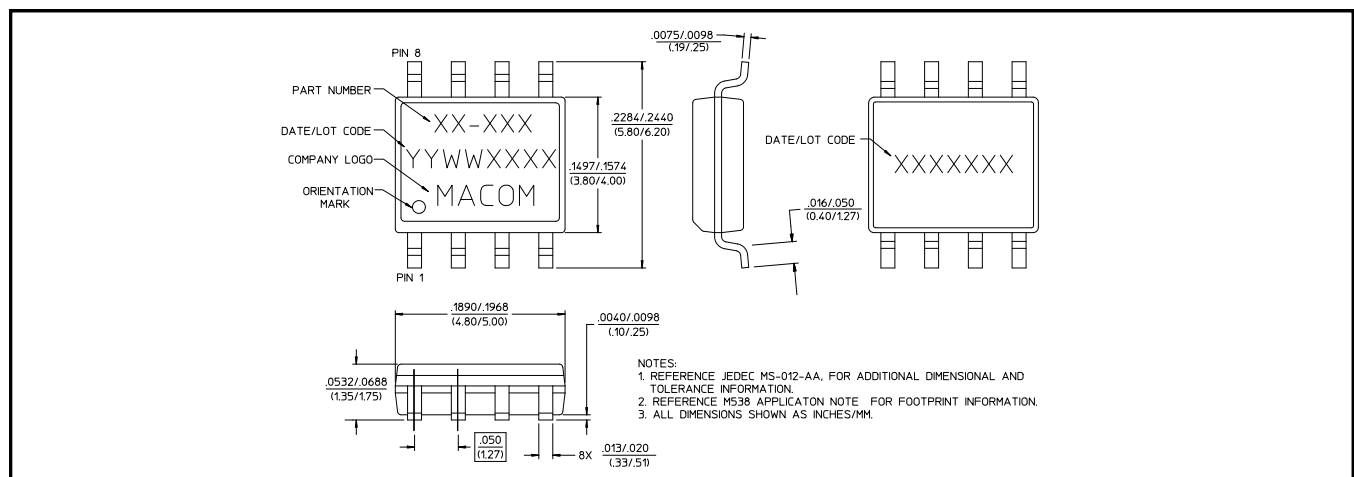 .0075/.0098
(.19/.25)
PIN 8
PART NUMBER
XX-XXX
DATE/LOT CODE
YYWWXXXX
COMPANY LOGO
MACOM
ORIENTATION
MARK
PIN 1
.1497/.1574
(3.80/4.00)
.2284/.2440
(5.80/6.20)
.016/.050
(0.40/1.27)
DATE/LOT CODE
XXXXXXX
.1890/.1968
(4.80/5.00)
.0040/.0098
(.10/.25)
.0532/.0688
(1.35/1.75)
.050
(1.27)
8X .013/.020
(.33/.51)
NOTES:
1. REFERENCE JEDEC MS-012-AA, FOR ADDITIONAL DIMENSIONAL AND
TOLERANCE INFORMATION.
2. REFERENCE M538 APPLICATON NOTE FOR FOOTPRINT INFORMATION.
3. ALL DIMENSIONS SHOWN AS INCHES/MM.